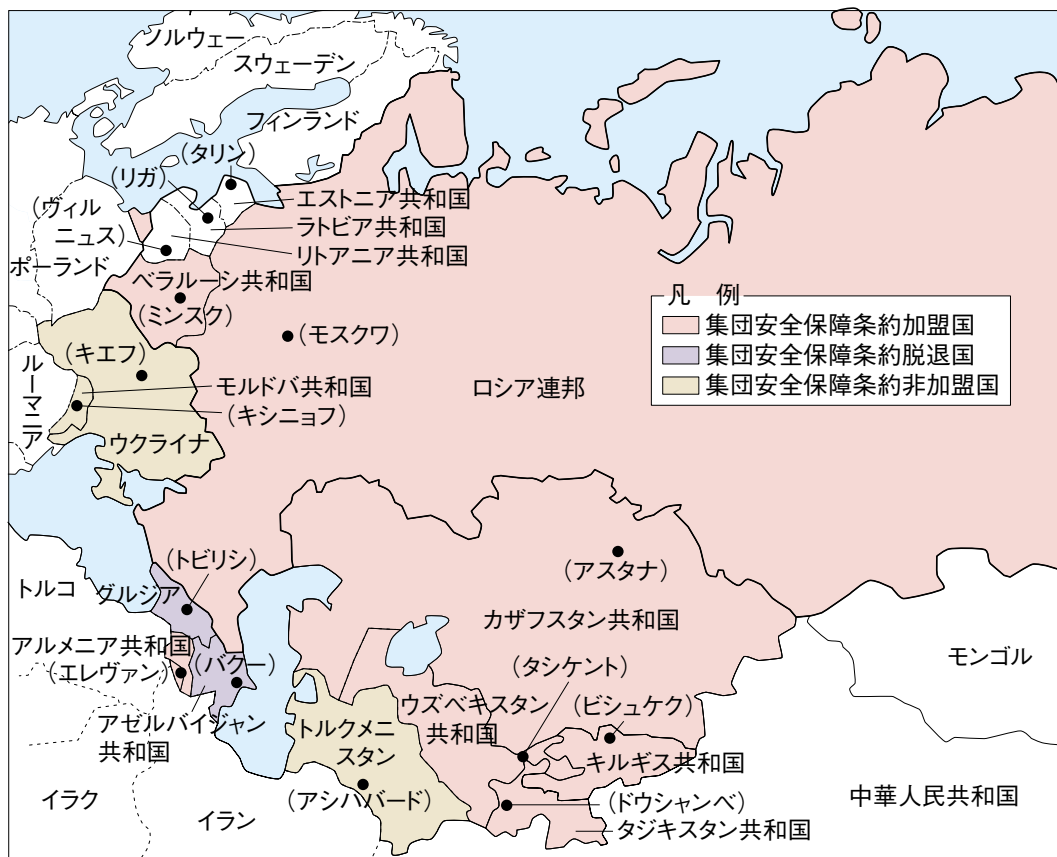 ノルウェー
スウェーデン
フィンランド
(タリン)
(リガ)
エストニア共和国
(ヴィル
ニュス)
ラトビア共和国
リトアニア共和国
ポーランド
ベラルーシ共和国
(ミンスク)
(モスクワ)
凡 例
集団安全保障条約加盟国
集団安全保障条約脱退国
集団安全保障条約非加盟国
(キエフ)
ルーマニア
モルドバ共和国
(キシニョフ)
ロシア連邦
ウクライナ
(トビリシ)
(アスタナ)
トルコ
グルジア
カザフスタン共和国
アルメニア共和国
(エレヴァン)
(バクー)
(タシケント)
モンゴル
アゼルバイジャン
共和国
トルクメニ
スタン
ウズベキスタン
共和国
(ビシュケク)
キルギス共和国
イラク
イラン
(アシハバード)
(ドウシャンベ)
タジキスタン共和国
中華人民共和国